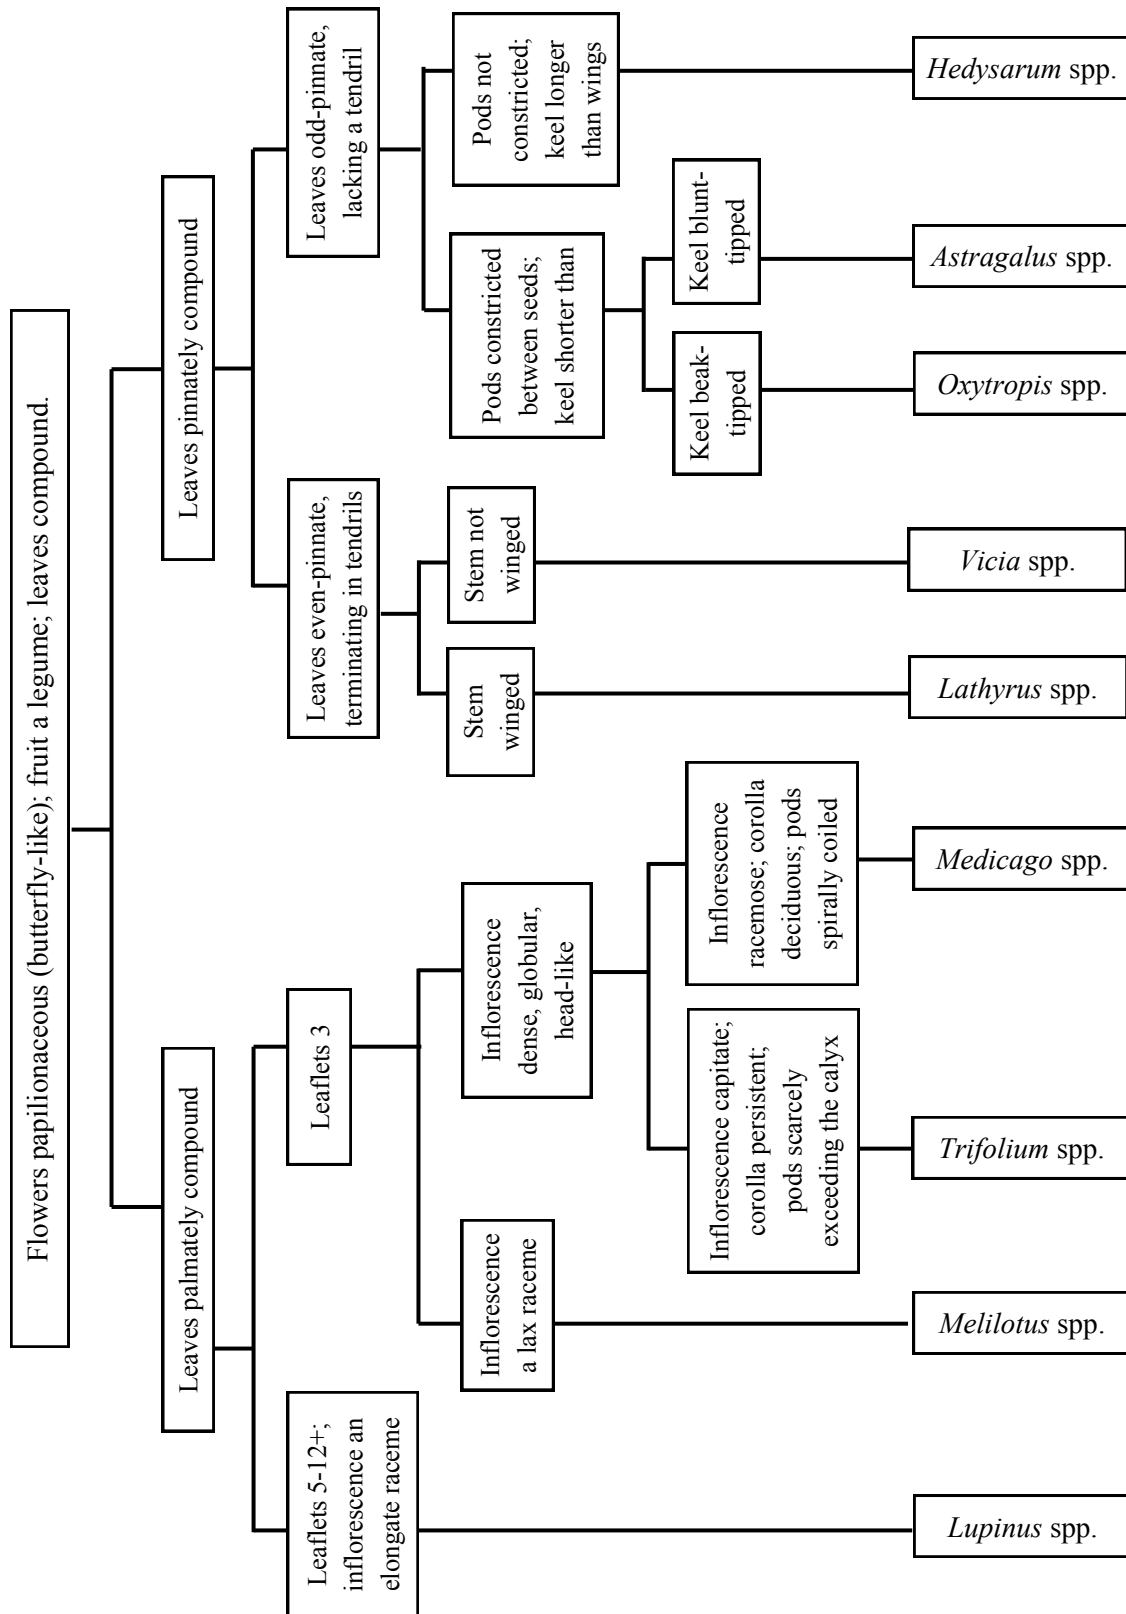 Flowers papilionaceous (butterfly-like); fruit a legume; leaves compound.
Leaves palmately compound
Leaves pinnately compound
Leaflets 5-12+;
inflorescence an
elongate raceme
Leaflets 3
Leaves even-pinnate,
terminating in tendrils
Leaves odd-pinnate,
lacking a tendril
Inflorescence
a lax raceme
Inflorescence
dense, globular,
head-like
Stem
winged
Stem not
winged
Pods constricted
between seeds;
keel shorter than
Pods not
constricted;
keel longer
than wings
Inflorescence capitate;
corolla persistent;
pods scarcely
exceeding the calyx
Inflorescence
racemose; corolla
deciduous; pods
spirally coiled
Keel beak-
tipped
Keel blunt-
tipped
Lupinus spp.
Melilotus spp.
Trifolium spp.
Medicago spp.
Lathyrus spp.
Vicia spp.
Oxytropis spp.
Astragalus spp.
Hedysarum spp.